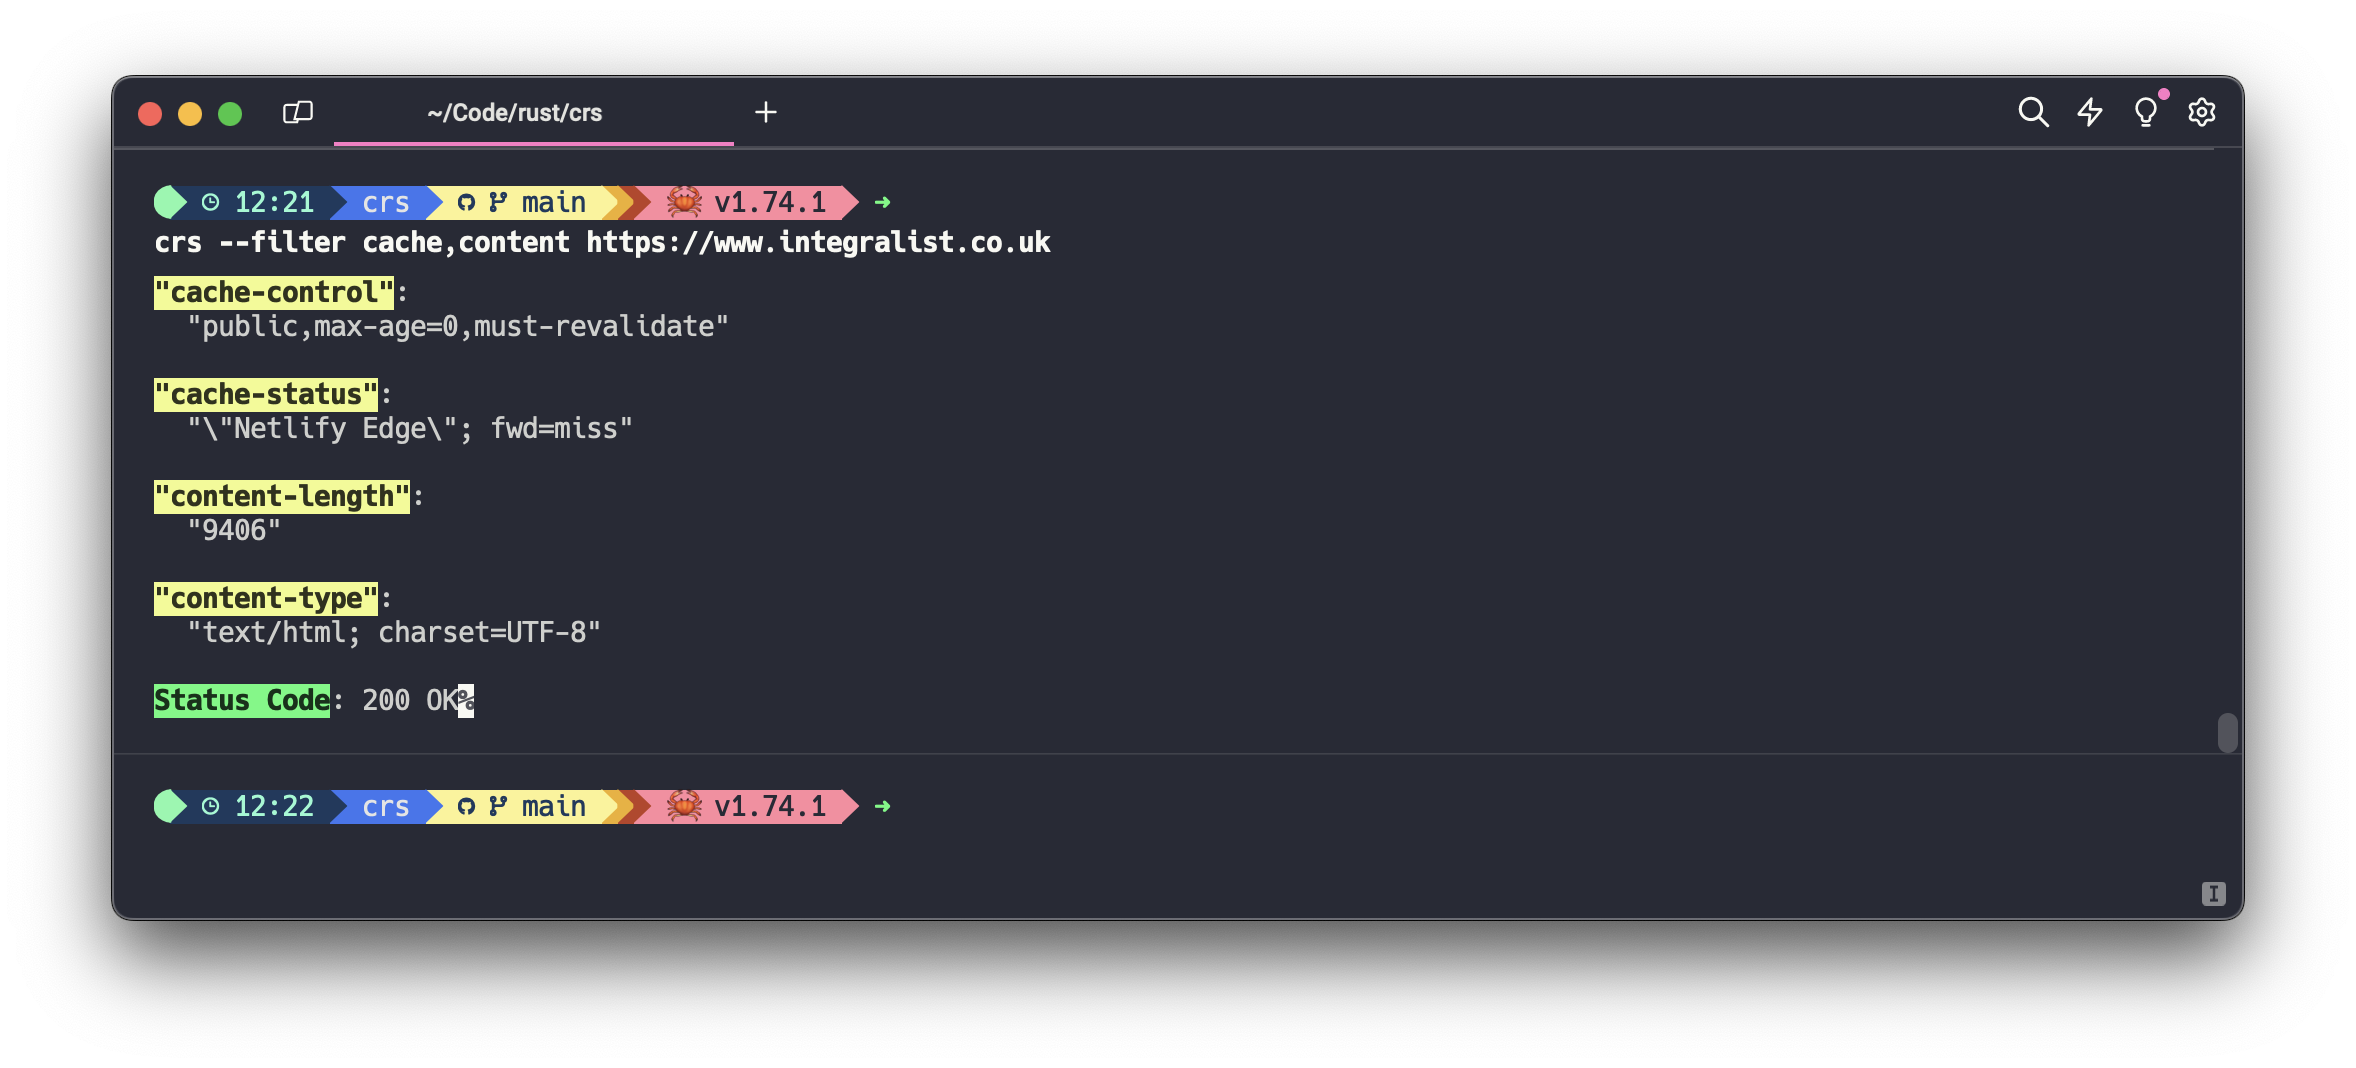 ~/Code/rust/crs
12:21 crs main v1.74.1 ➜
crs --filter cache,content https://www.integralist.co.uk
"cache-control":
"public,max-age=0,must-revalidate"
"cache-status":
"\"Netlify Edge\"; fwd=miss"
"content-length":
"9406"
"content-type":
"text/html; charset=UTF-8"
Status Code: 200 OK%
12:22 crs main v1.74.1 ➜